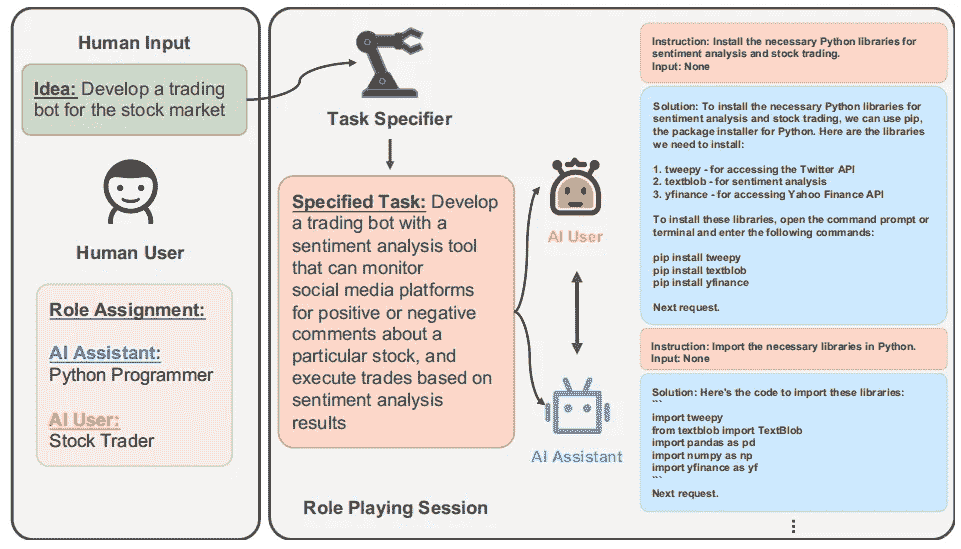 Human Input
Idea: Develop a trading
bot for the stock market
Human User
Role Assignment:
AI Assistant:
Python Programmer
AI User:
Stock Trader
Task Specifier
Specified Task: Develop
a trading bot with a
sentiment analysis tool
that can monitor
social media platforms
for positive or negative
comments about a
particular stock, and
execute trades based on
sentiment analysis
results
AI User
AI Assistant
Role Playing Session
Instruction: Install the necessary Python libraries for
sentiment analysis and stock trading.
Input: None
Solution: To install the necessary Python libraries for
sentiment analysis and stock trading, we can use pip,
the package installer for Python. Here are the libraries
we need to install:
1. tweepy - for accessing the Twitter API
2. textblob - for sentiment analysis
3. yfinance - for accessing Yahoo Finance API
To install these libraries, open the command prompt or
terminal and enter the following commands:
pip install tweepy
pip install textblob
pip install yfinance
Next request.
Instruction: Import the necessary libraries in Python.
Input: None
Solution: Here's the code to import these libraries:
```
import tweepy
from textblob import TextBlob
import pandas as pd
import numpy as np
import yfinance as yf
```
Next request.
⋮